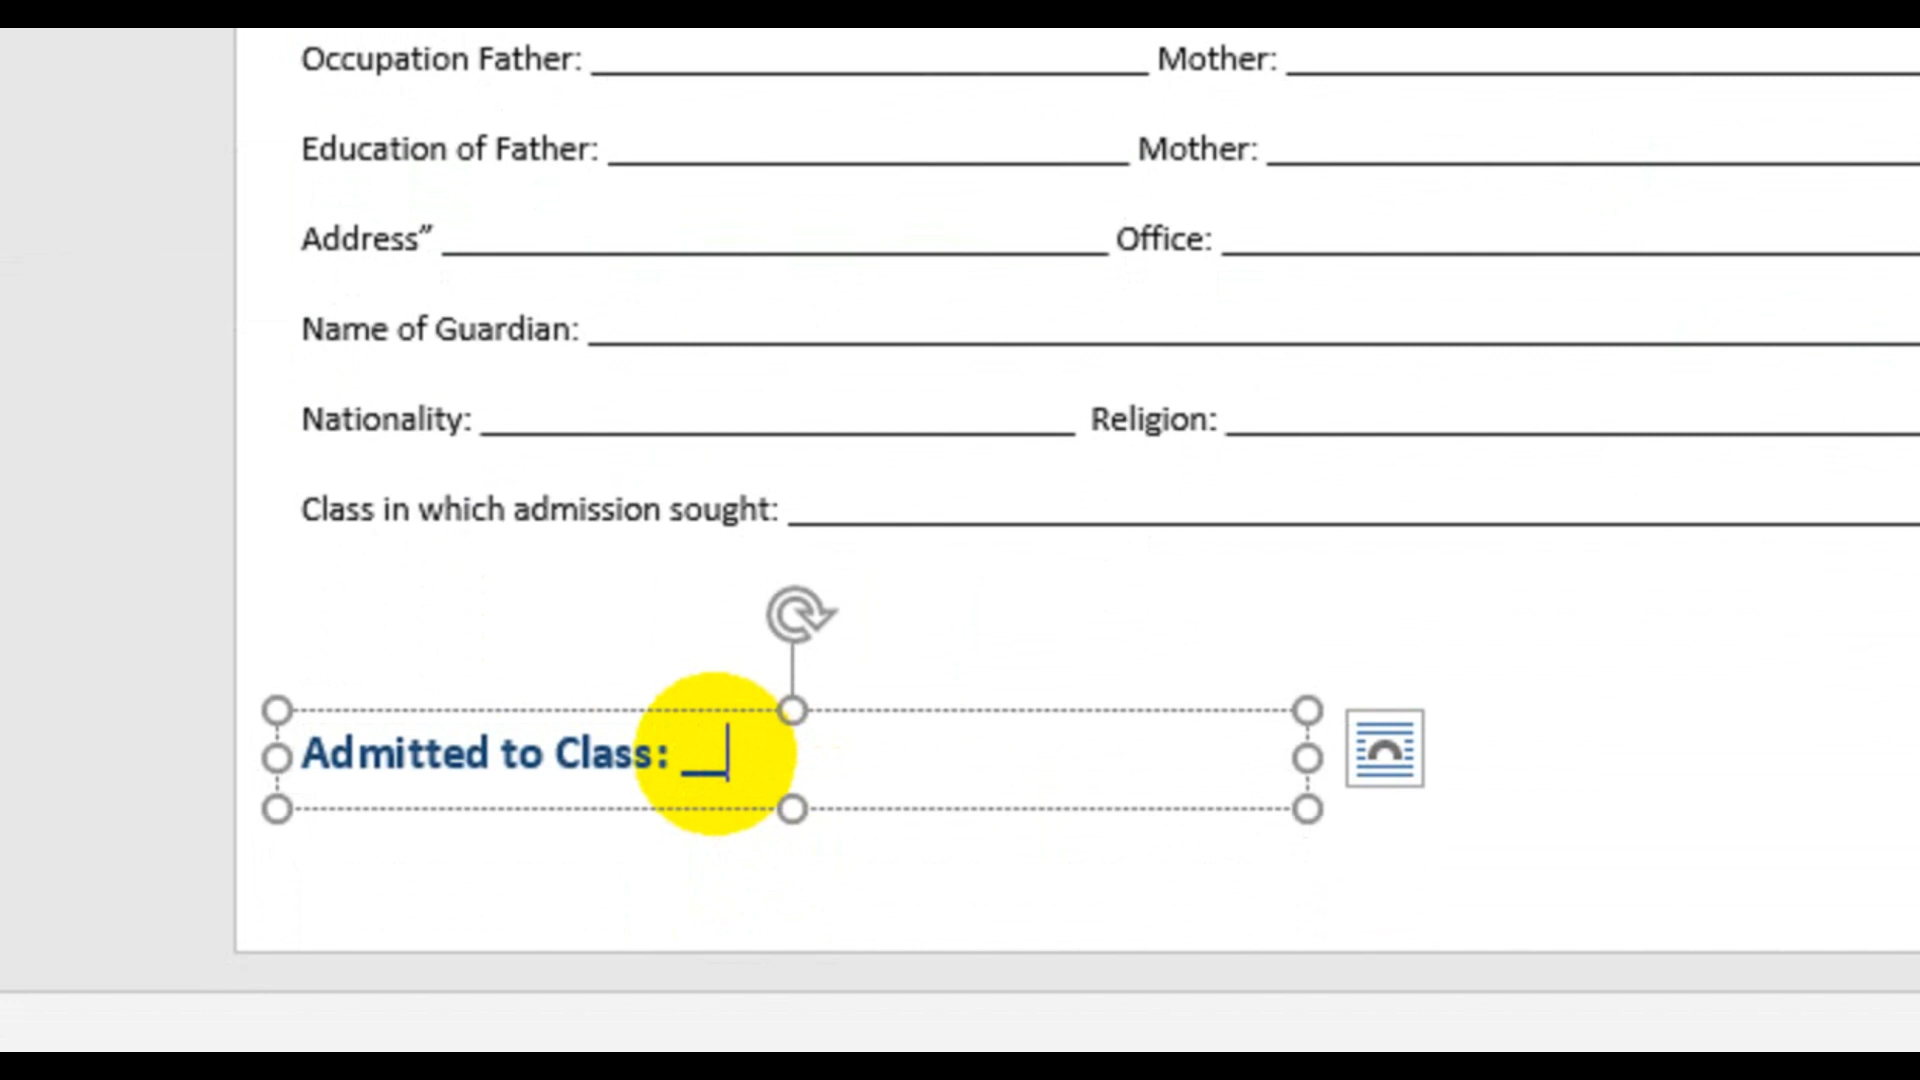 Occupation Father: ______________________ Mother: ______________________
Education of Father: ______________________ Mother: ______________________
Address” ______________________ Office: ______________________
Name of Guardian: ______________________
Nationality: ______________________ Religion: ______________________
Class in which admission sought: ______________________
Admitted to Class: __